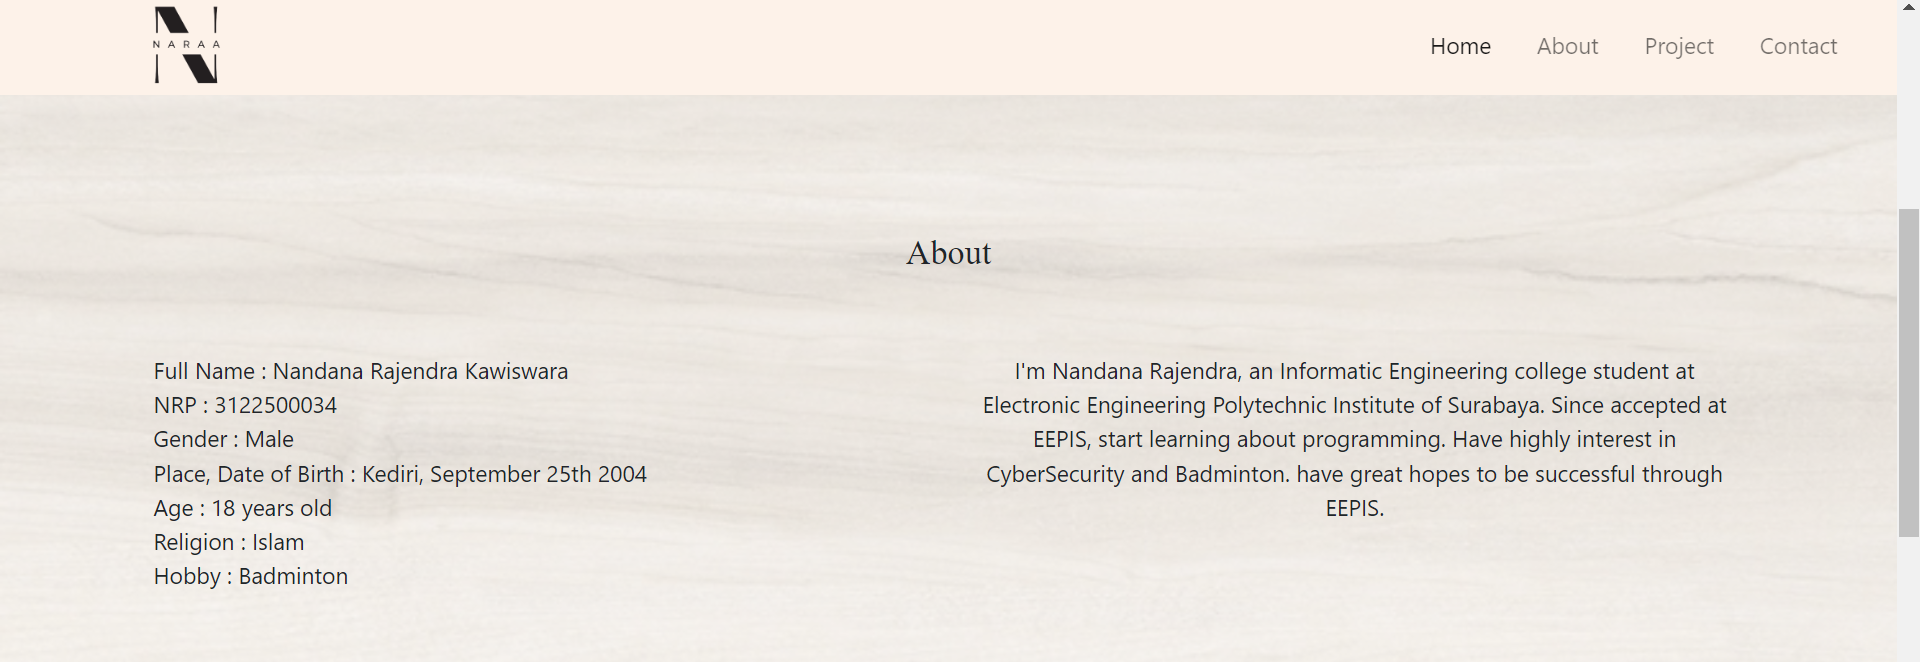 NARAA
Home About Project Contact
About
Full Name : Nandana Rajendra Kawiswara
NRP : 3122500034
Gender : Male
Place, Date of Birth : Kediri, September 25th 2004
Age : 18 years old
Religion : Islam
Hobby : Badminton
I'm Nandana Rajendra, an Informatic Engineering college student at
Electronic Engineering Polytechnic Institute of Surabaya. Since accepted at
EEPIS, start learning about programming. Have highly interest in
CyberSecurity and Badminton. have great hopes to be successful through
EEPIS.